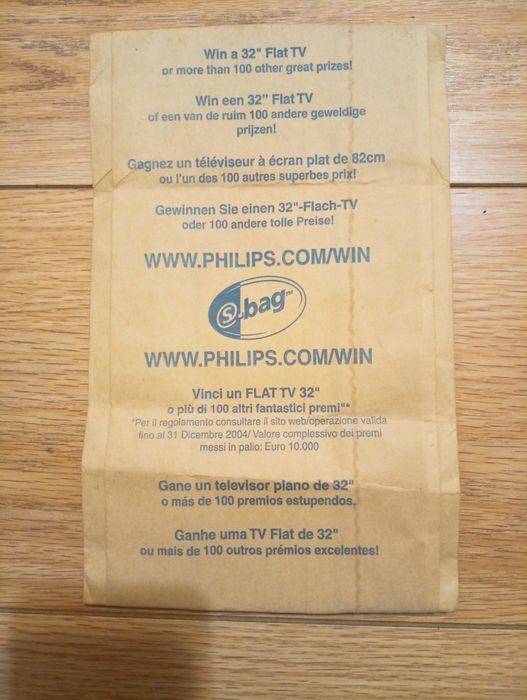 Win a 32" Flat TV
or more than 100 other great prizes!
Win een 32" Flat TV
of een van de ruim 100 andere geweldige
prijzen!
Gagnez un téléviseur à écran plat de 82cm
ou l'un des 100 autres superbes prix!
Gewinnen Sie einen 32"-Flach-TV
oder 100 andere tolle Preise!
WWW.PHILIPS.COM/WIN
s-bag™
WWW.PHILIPS.COM/WIN
Vinci un FLAT TV 32"
o più di 100 altri fantastici premi"*
*Per il regolamento consultare il sito web/operazione valida
fino al 31 Dicembre 2004/ Valore complessivo dei premi
messi in palio: Euro 10.000
Gane un televisor plano de 32"
o más de 100 premios estupendos.
Ganhe uma TV Flat de 32"
ou mais de 100 outros prémios excelentes!